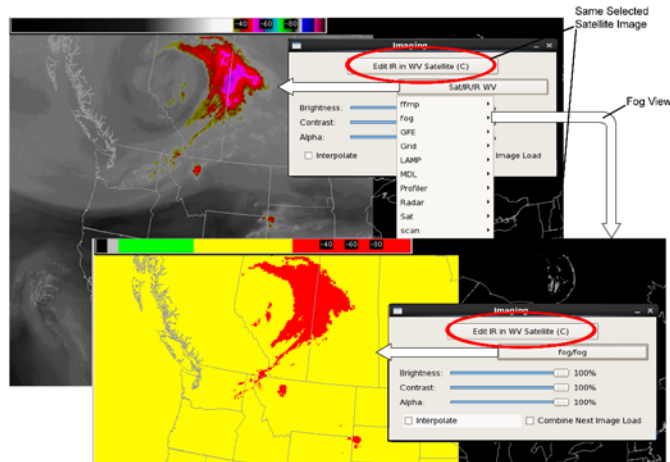 Same Selected
Satellite Image
-40 -60 -80
Imaging
Edit IR in WV Satellite (C)
Sat/IR/IR WV
Fog View
Brightness:
Contrast:
Alpha:
Interpolate
Image Load
ffmp
fog
GFE
Grid
LAMP
MDL
Profiler
Radar
Sat
scan
-40 -60 -80
Imaging
Edit IR in WV Satellite (C)
fog/fog
Brightness: 100%
Contrast: 100%
Alpha: 100%
Interpolate Combine Next Image Load